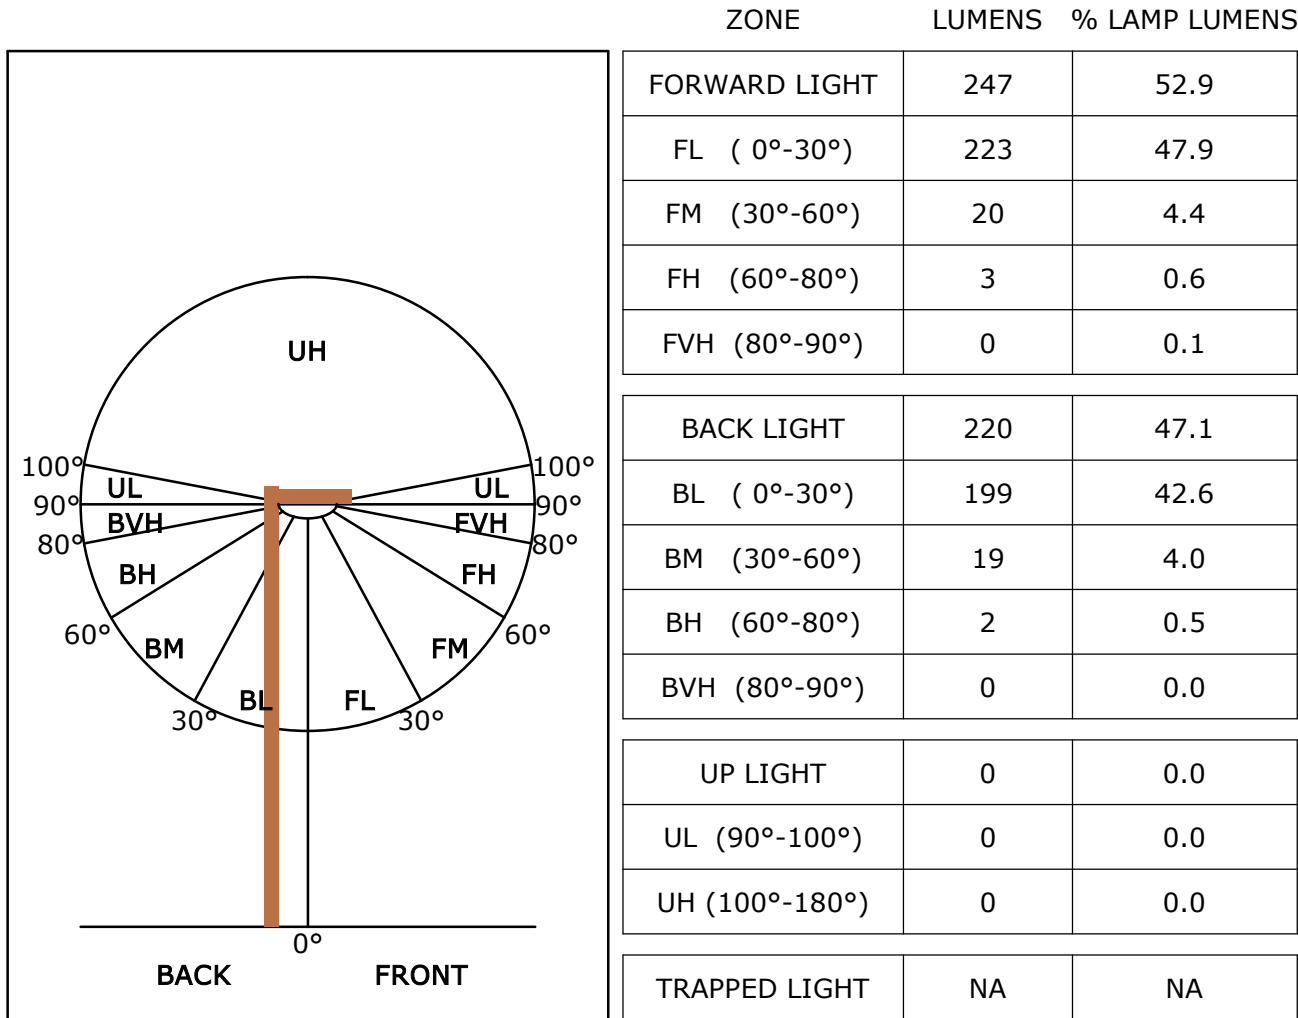 ZONE LUMENS % LAMP LUMENS
FORWARD LIGHT 247 52.9
FL ( 0°-30°) 223 47.9
FM (30°-60°) 20 4.4
FH (60°-80°) 3 0.6
FVH (80°-90°) 0 0.1
BACK LIGHT 220 47.1
BL ( 0°-30°) 199 42.6
BM (30°-60°) 19 4.0
BH (60°-80°) 2 0.5
BVH (80°-90°) 0 0.0
UP LIGHT 0 0.0
UL (90°-100°) 0 0.0
UH (100°-180°) 0 0.0
TRAPPED LIGHT NA NA
UH
100° 100°
UL UL
90° 90°
BVH FVH
80° 80°
BH FH
60° 60°
BM FM
BL FL
30° 30°
0°
BACK FRONT